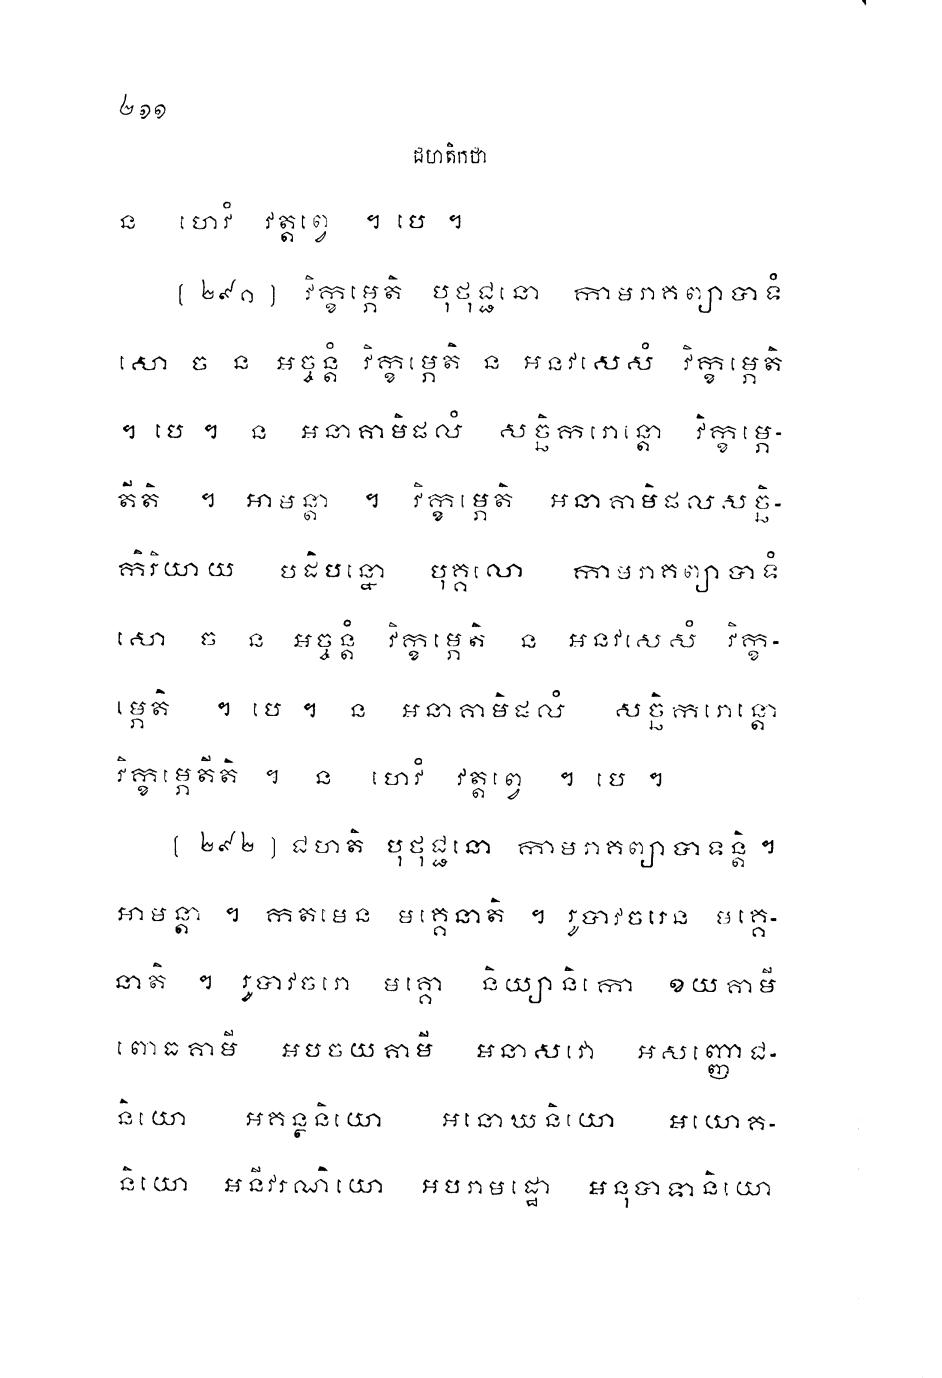 ២១១
ជហតិកថា
ន ហេវំ វត្តព្វេ ។ បេ ។
[ ២៩១ ] វិក្ខម្ភេតិ បុថុជ្ជនោ កាមរាគព្យាបាទំ
សោ ច ន អច្ចន្តំ វិក្ខម្ភេតិ ន អនវសេសំ វិក្ខម្ភេតិ
។ បេ ។ ន អនាគាមិផលំ សច្ឆិករោន្តោ វិក្ខម្ភេ-
តីតិ ។ អាមន្តា ។ វិក្ខម្ភេតិ អនាគាមិផលសច្ឆិ-
កិរិយាយ បដិបន្នោ បុគ្គលោ កាមរាគព្យាបាទំ
សោ ច ន អច្ចន្តំ វិក្ខម្ភេតិ ន អនវសេសំ វិក្ខ-
ម្ភេតិ ។ បេ ។ ន អនាគាមិផលំ សច្ឆិករោន្តោ
វិក្ខម្ភេតីតិ ។ ន ហេវំ វត្តព្វេ ។ បេ ។
[ ២៩២ ] ជហតិ បុថុជ្ជនោ កាមរាគព្យាបាទន្តិ ។
អាមន្តា ។ កតមេន មគ្គេនាតិ ។ រូបាវចរេន មគ្គេ-
នាតិ ។ រូបាវចរោ មគ្គោ និយ្យានិកោ ខយគាមី
ពោធគាមី អបចយគាមី អនាសវោ អសញ្ញោជ-
និយោ អគន្ថនិយោ អនោឃនិយោ អយោគ-
និយោ អនីវរណិយោ អបរាមដ្ឋោ អនុបាទានិយោ